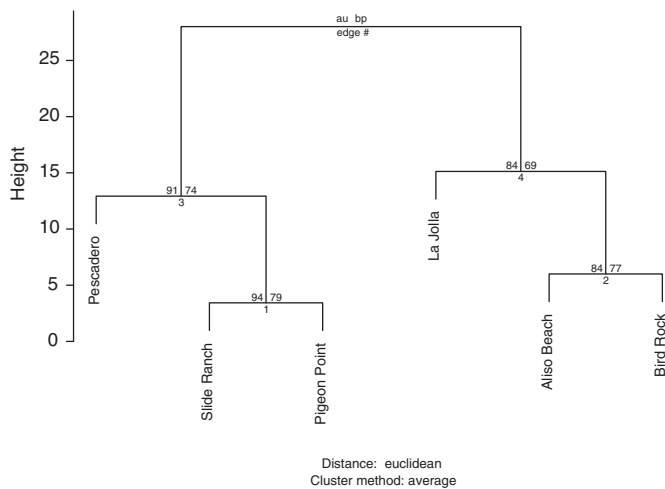 au bp
edge #
25
20
15
10
5
0
Height
84 69
4
91 74
3
84 77
2
94 79
1
Pescadero
Slide Ranch
Pigeon Point
La Jolla
Aliso Beach
Bird Rock
Distance: euclidean
Cluster method: average